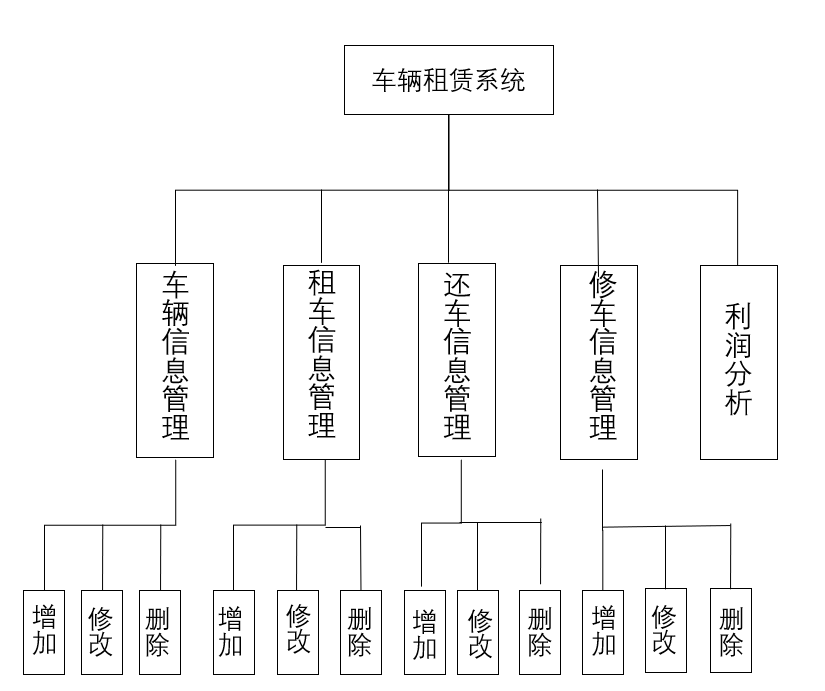 车辆租赁系统
车辆信息管理
租车信息管理
还车信息管理
修车信息管理
利润分析
增加
修改
删除
增加
修改
删除
增加
修改
删除
增加
修改
删除